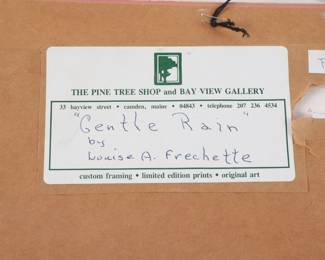 THE PINE TREE SHOP and BAY VIEW GALLERY
33 bayview street • camden, maine • 04843 • telephone 207 236 4534
"Gentle Rain"
by
Louise A. Frechette
custom framing • limited edition prints • original art